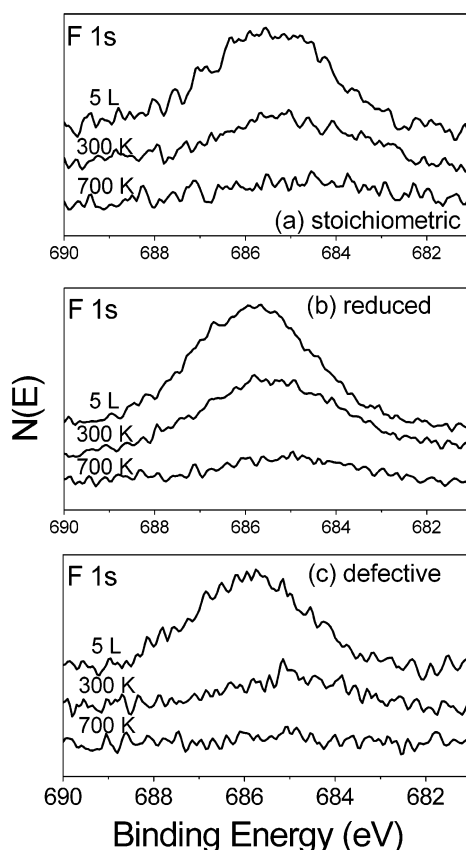 F 1s
5 L
300 K
700 K
(a) stoichiometric
690 688 686 684 682
F 1s
(b) reduced
5 L
300 K
700 K
690 688 686 684 682
N(E)
F 1s
(c) defective
5 L
300 K
700 K
690 688 686 684 682
Binding Energy (eV)